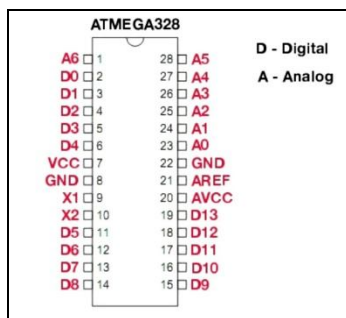 ATMEGA328
A6 1 28 A5
D0 2 27 A4
D1 3 26 A3
D2 4 25 A2
D3 5 24 A1
D4 6 23 A0
VCC 7 22 GND
GND 8 21 AREF
X1 9 20 AVCC
X2 10 19 D13
D5 11 18 D12
D6 12 17 D11
D7 13 16 D10
D8 14 15 D9
D - Digital
A - Analog